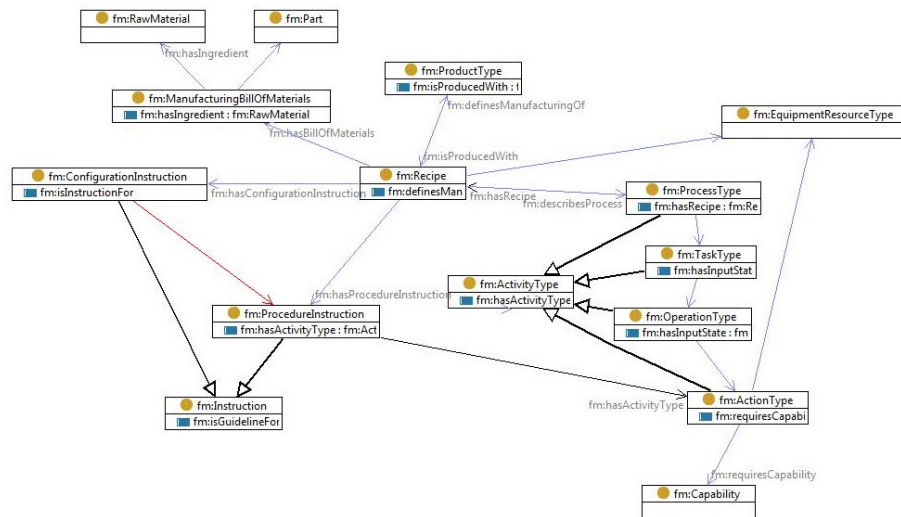 fm:RawMaterial
fm:Part
fm:hasIngredient
fm:ProductType
fm:isProducedWith : f
fm:ManufacturingBillOfMaterials
fm:hasIngredient : fm:RawMaterial
fm:definesManufacturingOf
fm:EquipmentResourceType
fm:hasBillOfMaterials
fm:isProducedWith
fm:ConfigurationInstruction
fm:isInstructionFor
fm:hasConfigurationInstruction
fm:Recipe
fm:definesMan
fm:hasRecipe
fm:describesProcess
fm:ProcessType
fm:hasRecipe : fm:Re
fm:TaskType
fm:hasInputStat
fm:ActivityType
fm:hasActivityType
fm:hasProcedureInstruction
fm:ProcedureInstruction
fm:hasActivityType : fm:Act
fm:OperationType
fm:hasInputState : fm
fm:Instruction
fm:isGuidelineFor
fm:hasActivityType
fm:ActionType
fm:requiresCapabi
fm:requiresCapability
fm:Capability